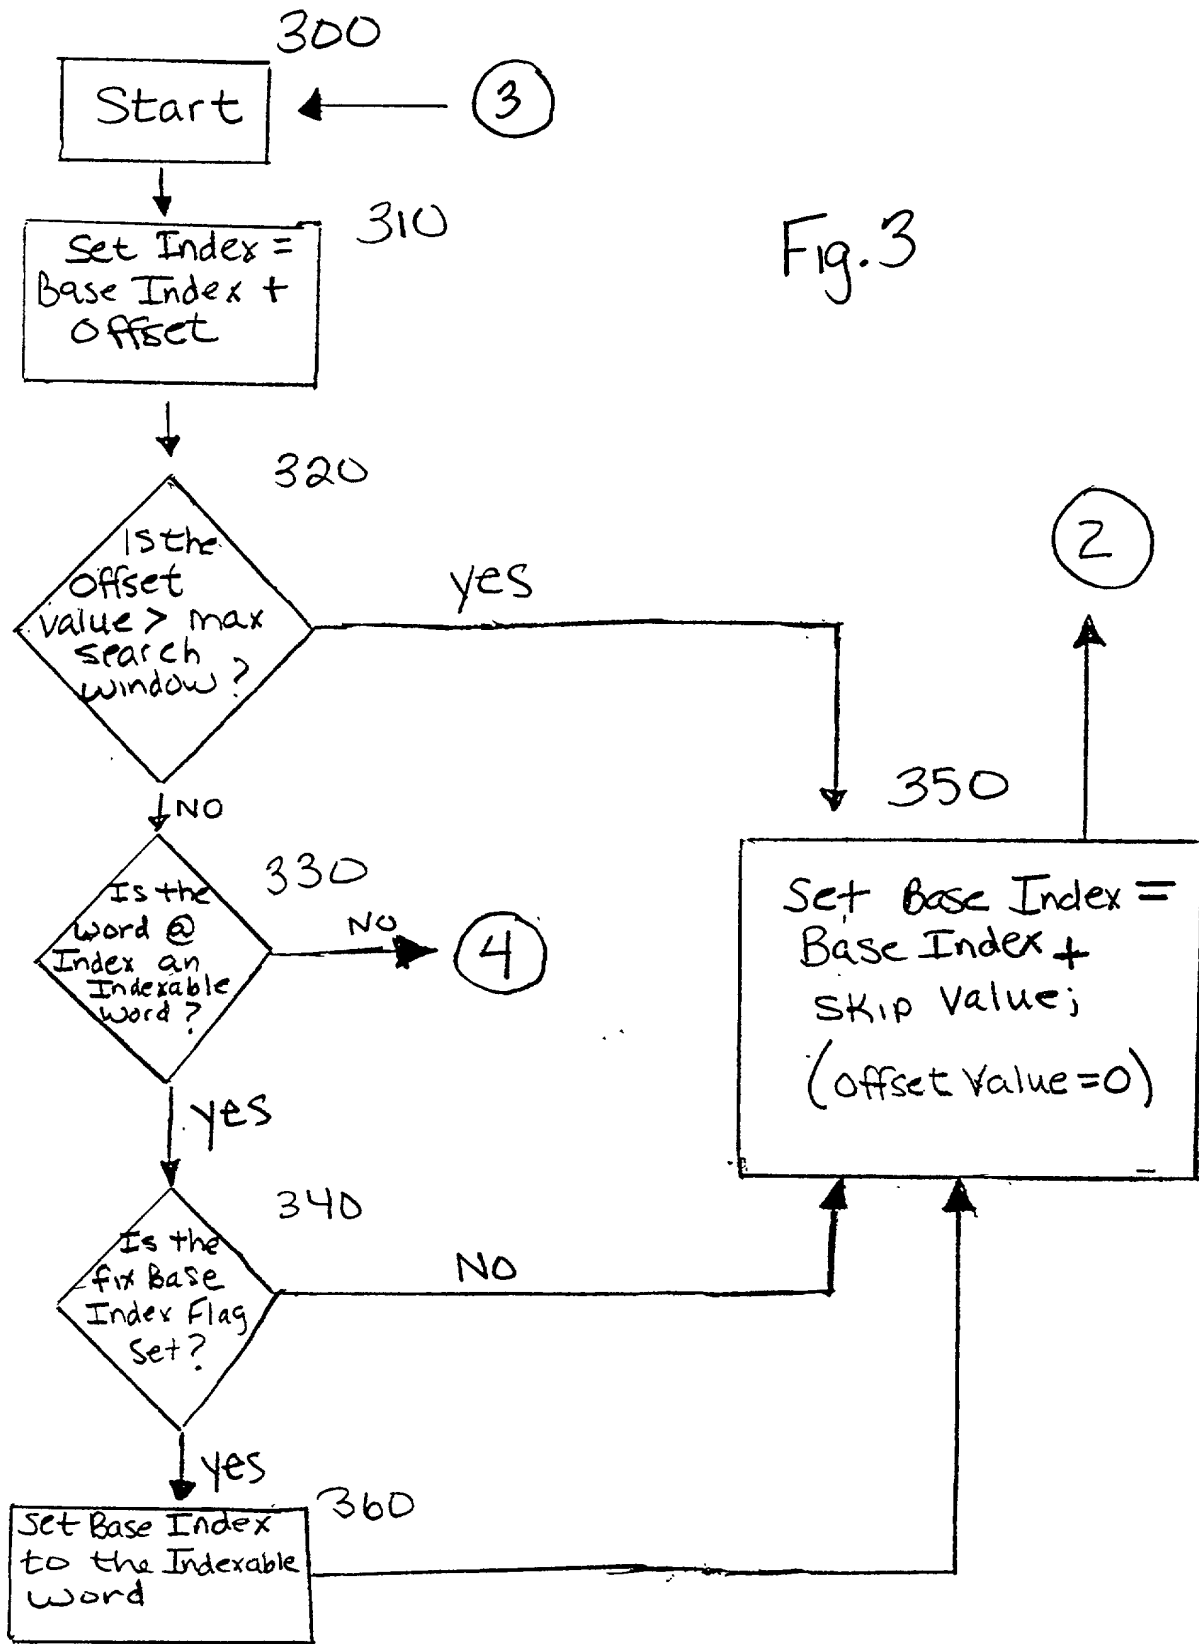 300
Start
3
310
Set Index =
Base Index +
Offset
Fig. 3
320
Is the
Offset
value > max
search
window?
yes
2
NO
350
330
Is the
word @
Index an
Indexable
word?
NO
4
Set Base Index =
Base Index +
Skip Value;
(Offset Value=0)
yes
340
Is the
fix Base
Index Flag
Set?
NO
yes
360
Set Base Index
to the Indexable
word